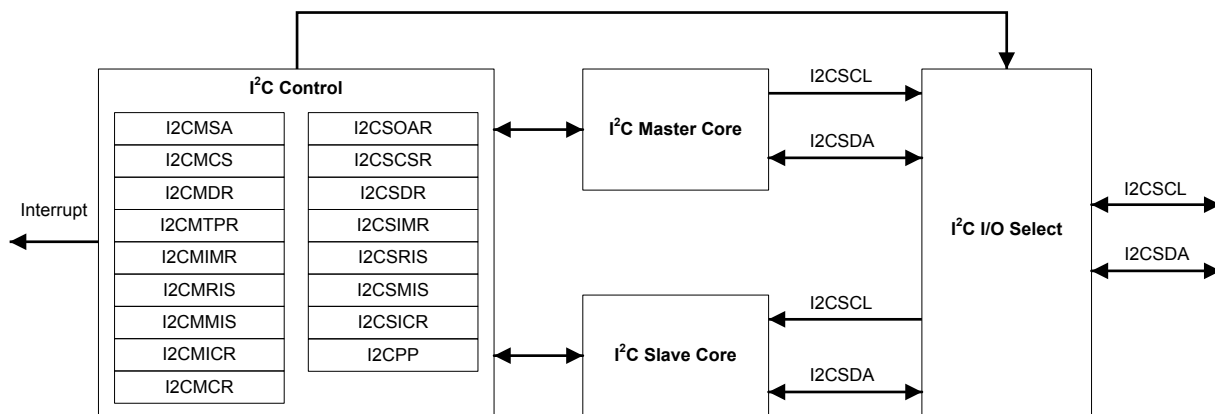 I²C Control
I2CMSA
I2CMCS
I2CMDR
I2CMTPR
I2CMIMR
I2CMRIS
I2CMMIS
I2CMICR
I2CMCR
I2CSOAR
I2CSCSR
I2CSDR
I2CSIMR
I2CSRIS
I2CSMIS
I2CSICR
I2CPP
Interrupt
I²C Master Core
I2CSCL
I2CSDA
I²C Slave Core
I2CSCL
I2CSDA
I²C I/O Select
I2CSCL
I2CSDA